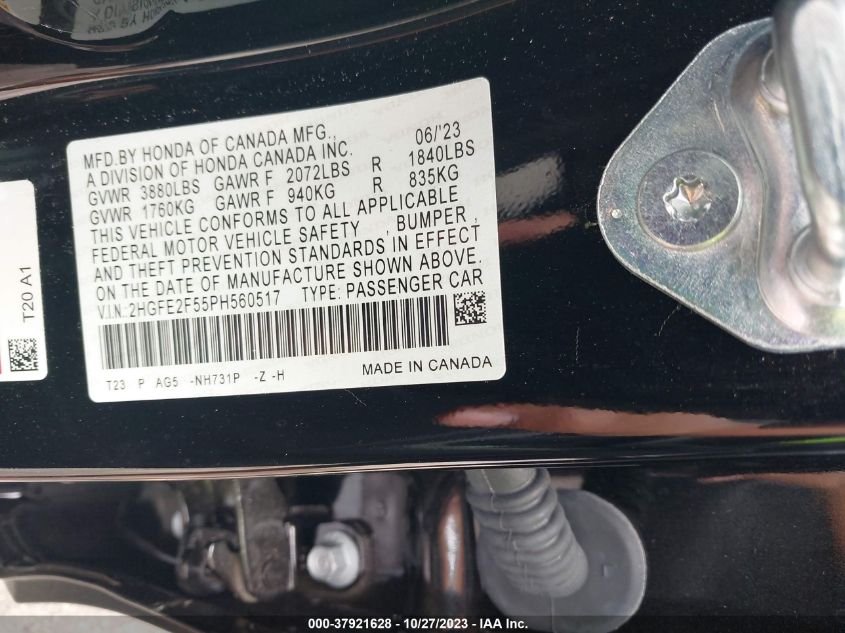 MFD.BY HONDA OF CANADA MFG., 06/'23
A DIVISION OF HONDA CANADA INC.
GVWR 3880LBS GAWR F 2072LBS R 1840LBS
GVWR 1760KG GAWR F 940KG R 835KG
THIS VEHICLE CONFORMS TO ALL APPLICABLE
FEDERAL MOTOR VEHICLE SAFETY , BUMPER ,
AND THEFT PREVENTION STANDARDS IN EFFECT
ON THE DATE OF MANUFACTURE SHOWN ABOVE.
V.I.N.:2HGFE2F55PH560517 TYPE: PASSENGER CAR
T23 P AG5 -NH731P -Z -H MADE IN CANADA
T20 A1
000-37921628 - 10/27/2023 - IAA Inc.